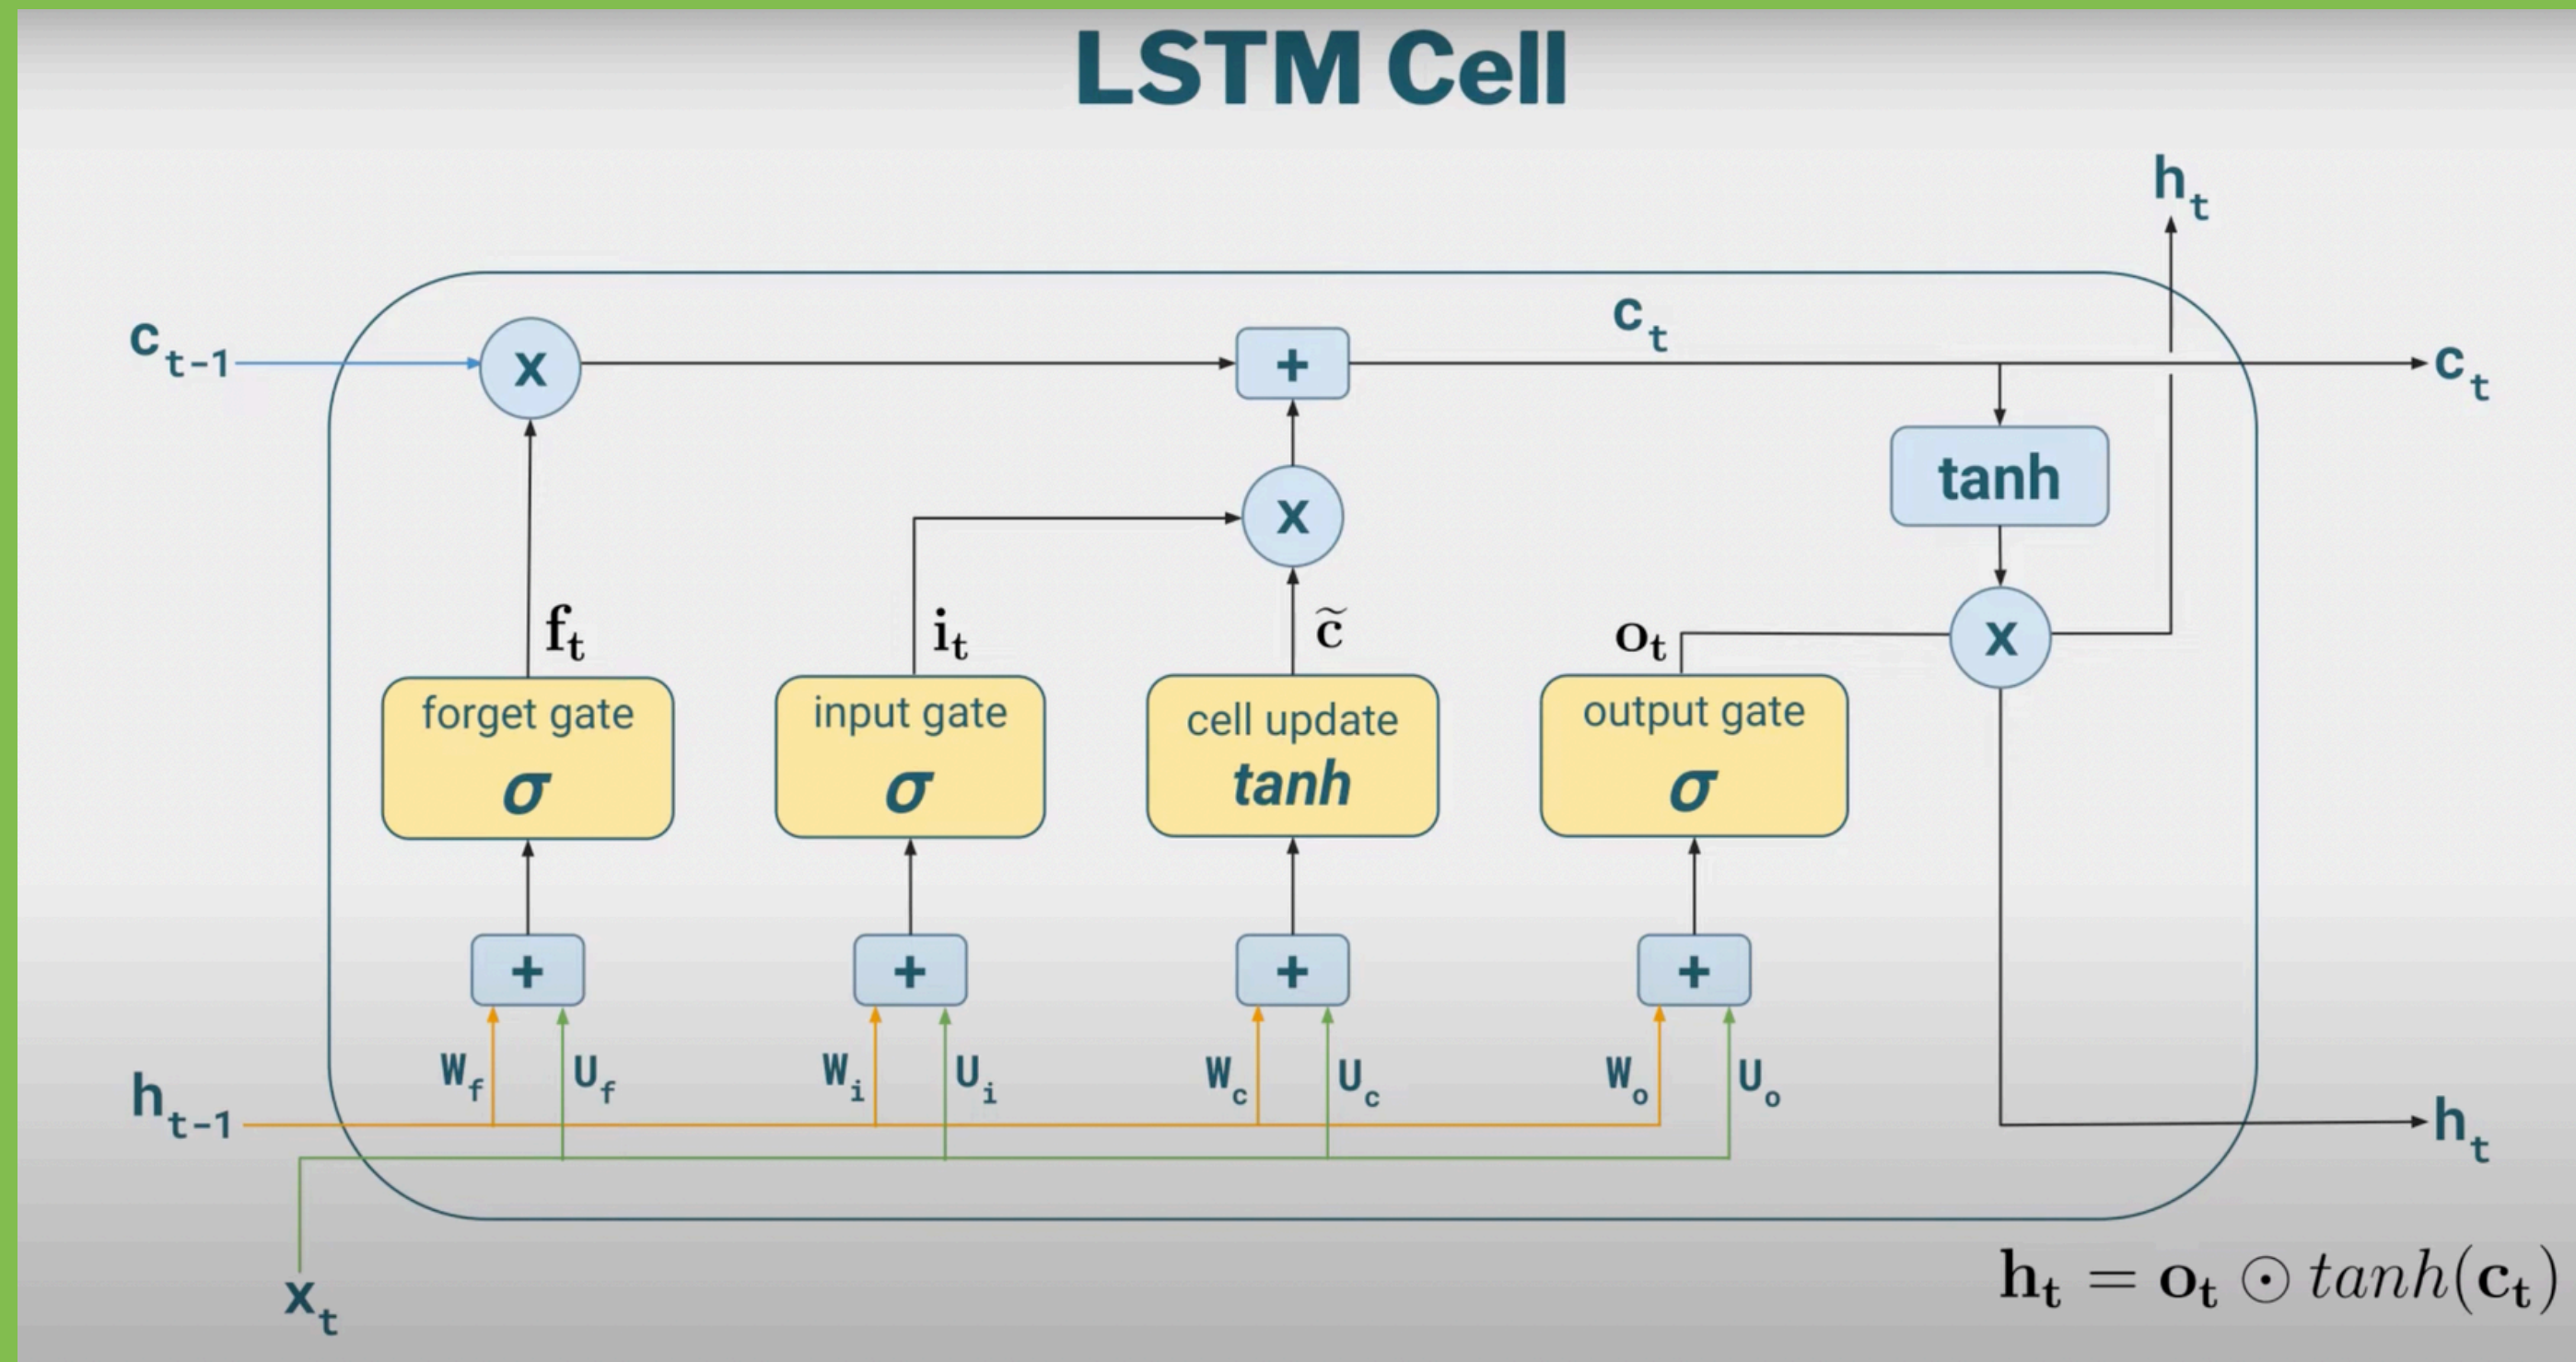 LSTM Cell
h_t
c_t-1
x
+
c_t
c_t
tanh
x
x
f_t
i_t
c̃
o_t
forget gate
σ
input gate
σ
cell update
tanh
output gate
σ
+
+
+
+
W_f
U_f
W_i
U_i
W_c
U_c
W_o
U_o
h_t-1
h_t
x_t
h_t = o_t ⊙ tanh(c_t)